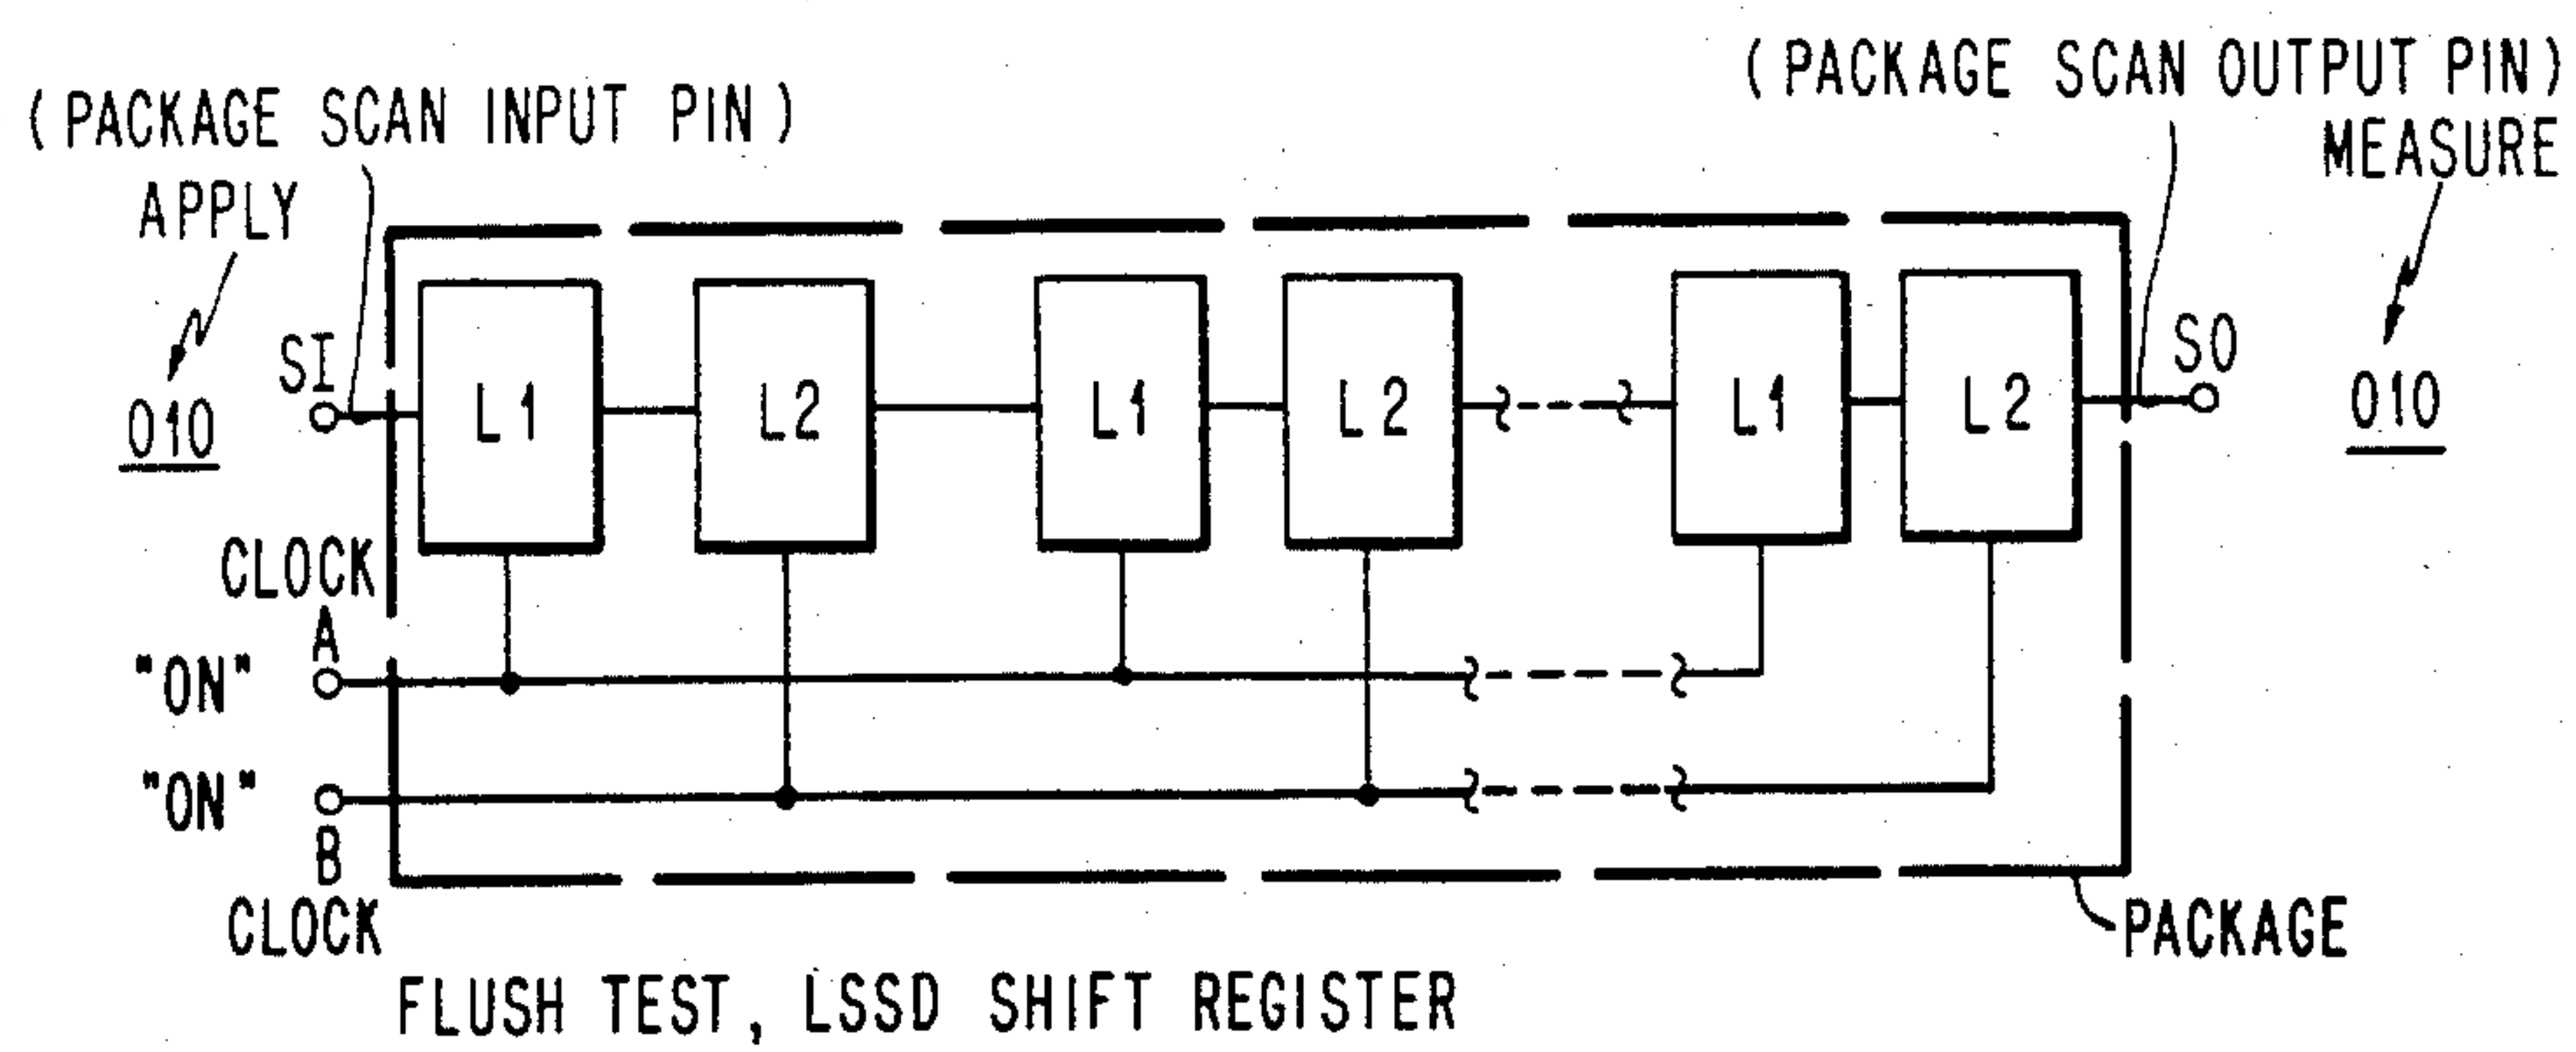 (PACKAGE SCAN INPUT PIN)
APPLY
(PACKAGE SCAN OUTPUT PIN)
MEASURE
SI
010
L1
L2
L1
L2
L1
L2
SO
010
CLOCK
A
"ON"
"ON"
B
CLOCK
PACKAGE
FLUSH TEST, LSSD SHIFT REGISTER